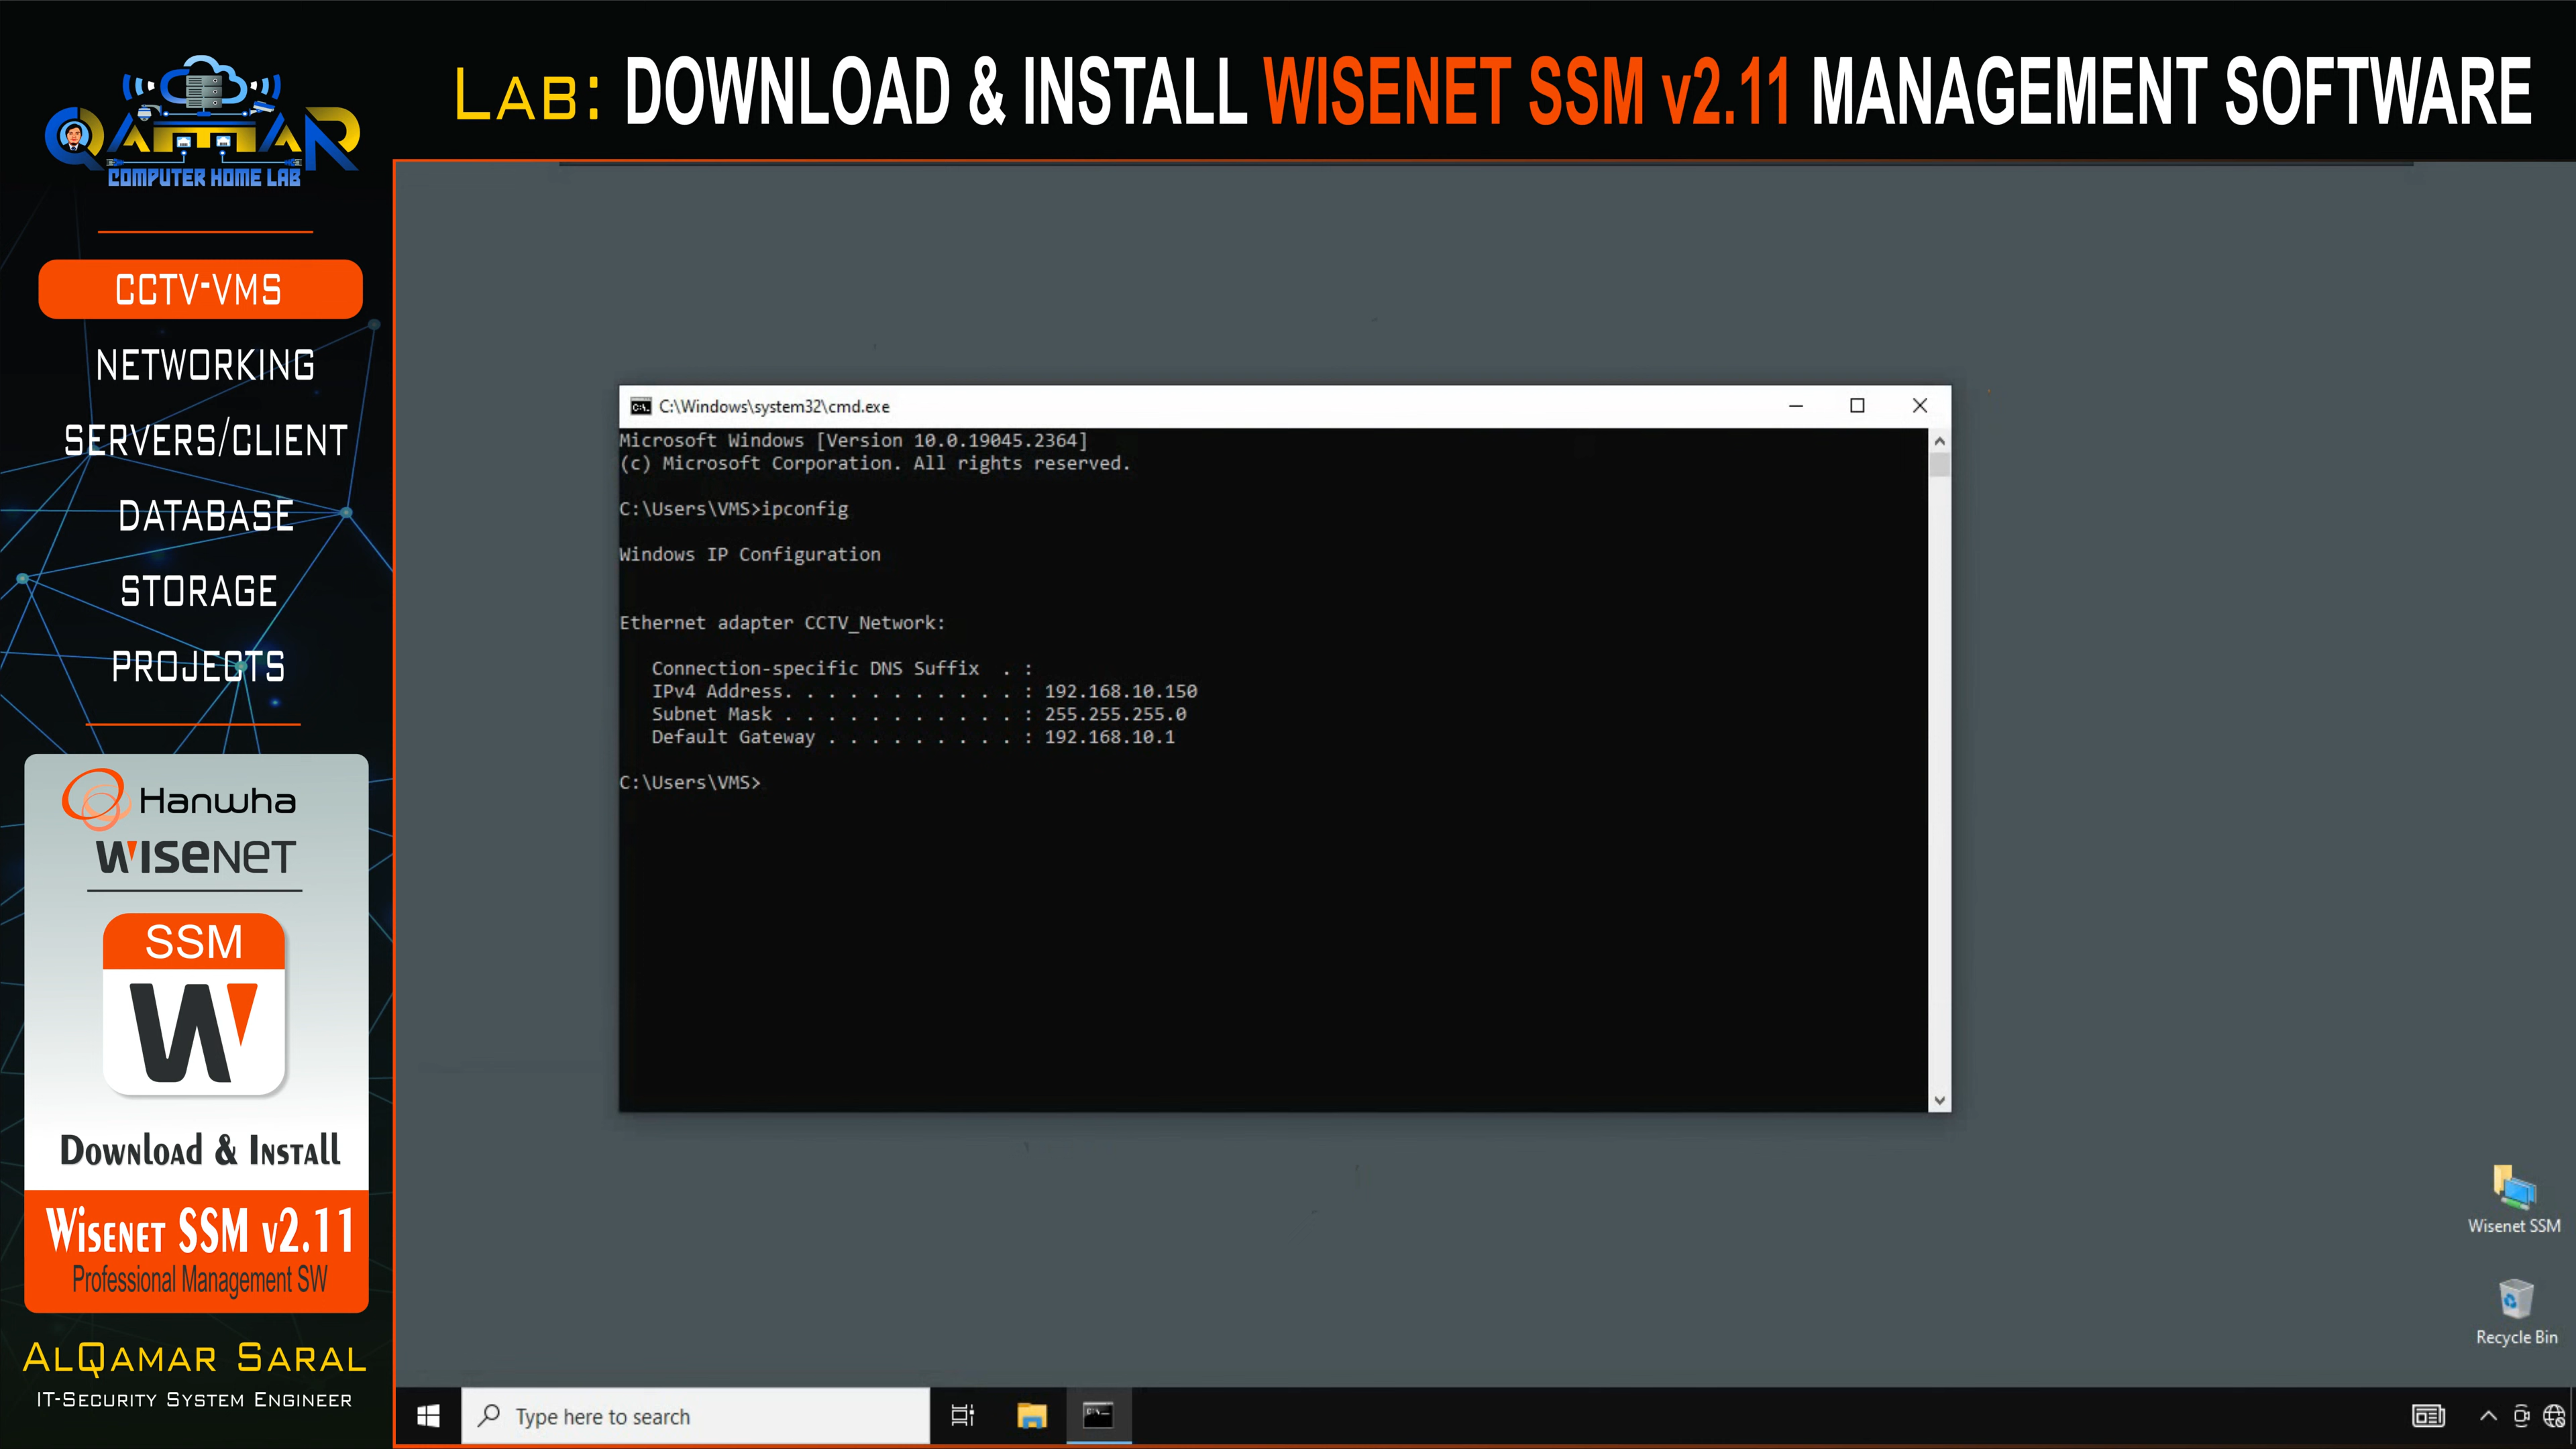 QAMAR
COMPUTER HOME LAB
LAB: DOWNLOAD & INSTALL WISENET SSM v2.11 MANAGEMENT SOFTWARE
CCTV-VMS
NETWORKING
SERVERS/CLIENT
DATABASE
STORAGE
PROJECTS
Hanwha
WISENET
SSM
W
Download & Install
Wisenet SSM v2.11
Professional Management SW
ALQAMAR SARAL
IT-SECURITY SYSTEM ENGINEER
C:\Windows\system32\cmd.exe
Microsoft Windows [Version 10.0.19045.2364]
(c) Microsoft Corporation. All rights reserved.
C:\Users\VMS>ipconfig
Windows IP Configuration
Ethernet adapter CCTV_Network:
Connection-specific DNS Suffix  . :
IPv4 Address. . . . . . . . . . . : 192.168.10.150
Subnet Mask . . . . . . . . . . . : 255.255.255.0
Default Gateway . . . . . . . . . : 192.168.10.1
C:\Users\VMS>
Wisenet SSM
Recycle Bin
Type here to search